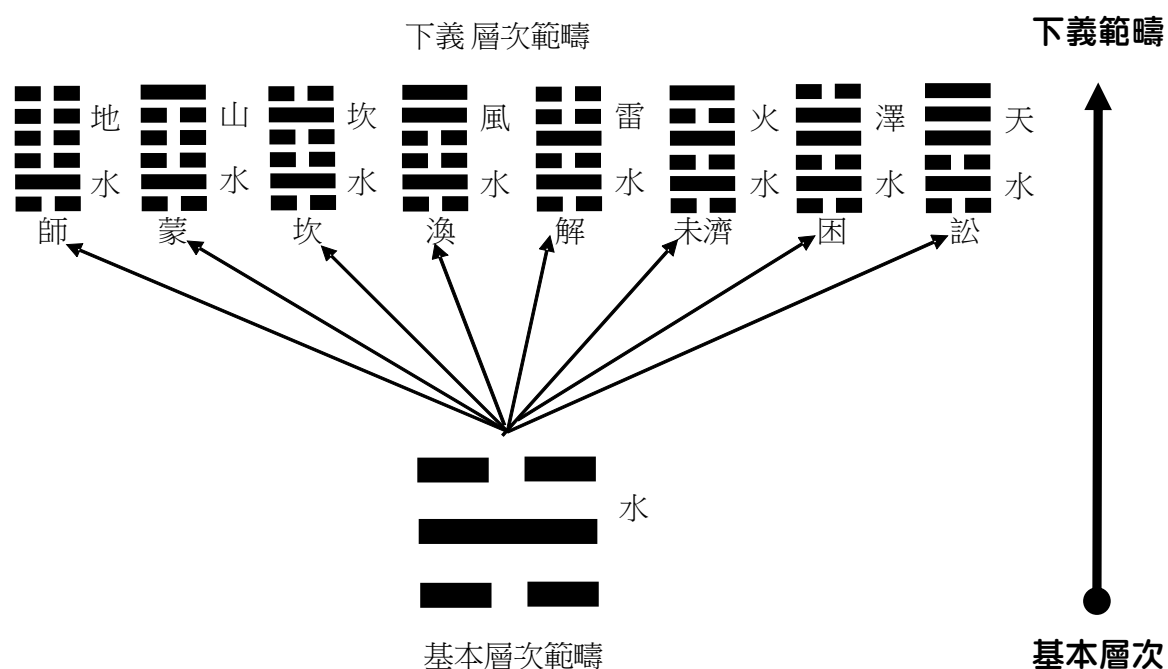 下義 層次範疇
下義範疇
地 山 坎 風 雷 火 澤 天
水 水 水 水 水 水 水 水
師 蒙 坎 渙 解 未濟 困 訟
水
基本層次範疇
基本層次